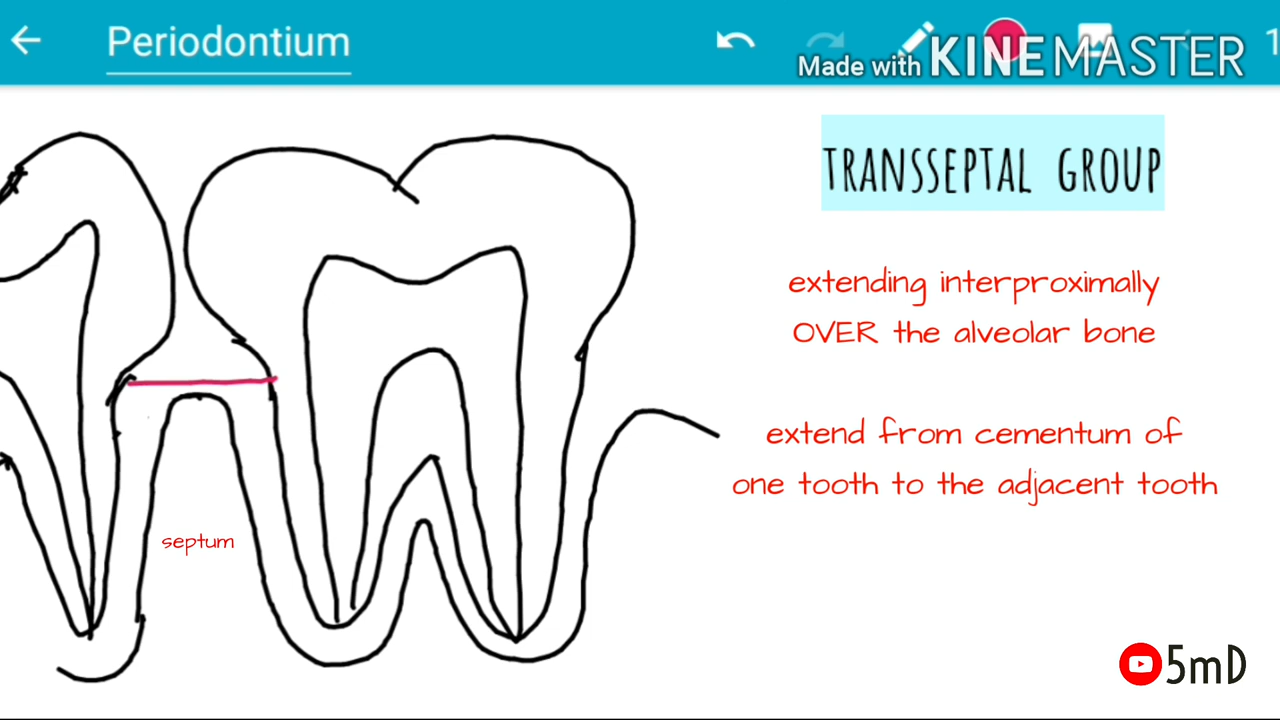 Periodontium
1
Made with KINEMASTER
TRANSSEPTAL GROUP
extending interproximally
OVER the alveolar bone
extend from cementum of
one tooth to the adjacent tooth
septum
5mD